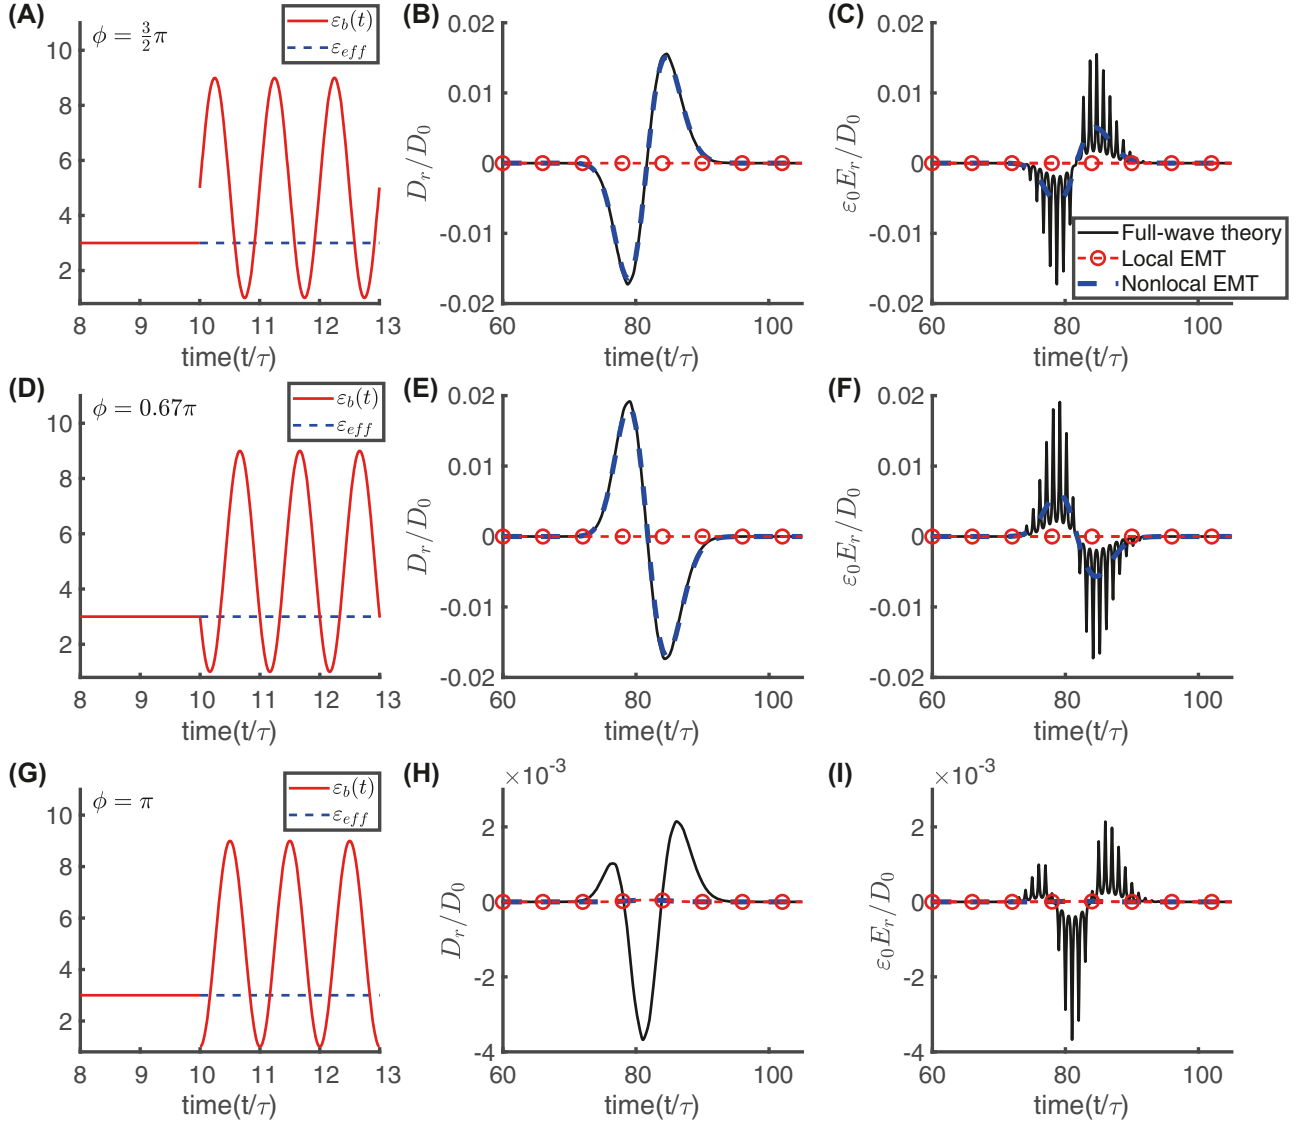 (A)
ϕ = 3/2 π
ε_b(t)
ε_eff
10
8
6
4
2
8 9 10 11 12 13
time(t/τ)
(B)
D_r/D_0
0.02
0.01
0
-0.01
-0.02
60 80 100
time(t/τ)
(C)
ε_0E_r/D_0
0.02
0.01
0
-0.01
-0.02
Full-wave theory
Local EMT
Nonlocal EMT
60 80 100
time(t/τ)
(D)
ϕ = 0.67π
ε_b(t)
ε_eff
10
8
6
4
2
8 9 10 11 12 13
time(t/τ)
(E)
D_r/D_0
0.02
0.01
0
-0.01
-0.02
60 80 100
time(t/τ)
(F)
ε_0E_r/D_0
0.02
0.01
0
-0.01
-0.02
60 80 100
time(t/τ)
(G)
ϕ = π
ε_b(t)
ε_eff
10
8
6
4
2
8 9 10 11 12 13
time(t/τ)
(H)
×10^-3
D_r/D_0
2
0
-2
-4
60 80 100
time(t/τ)
(I)
×10^-3
ε_0E_r/D_0
2
0
-2
-4
60 80 100
time(t/τ)